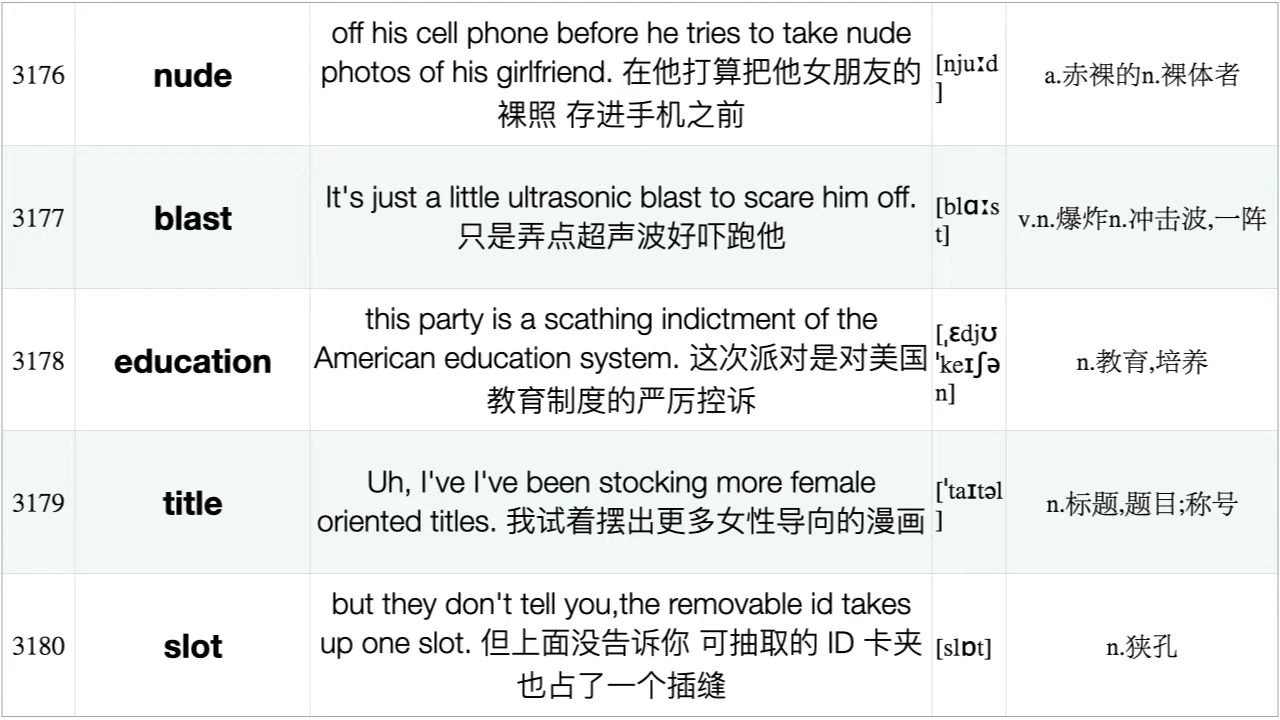 off his cell phone before he tries to take nude
3176 nude photos of his girlfriend. 在他打算把他女朋友的 [njuːd a.赤裸的n.裸体者
]
裸照 存进手机之前
It's just a little ultrasonic blast to scare him off.
3177 blast [blɑːs v.n.爆炸n.冲击波,一阵
只是弄点超声波好吓跑他 t]
this party is a scathing indictment of the
[ˌɛdjʊ
3178 education American education system. 这次派对是对美国 ˈkeɪʃə n.教育,培养
教育制度的严厉控诉 n]
Uh, I've I've been stocking more female
3179 title [ˈtaɪtəl n.标题,题目;称号
oriented titles. 我试着摆出更多女性导向的漫画 ]
but they don't tell you,the removable id takes
3180 slot up one slot. 但上面没告诉你 可抽取的 ID 卡夹 [slɒt] n.狭孔
也占了一个插缝